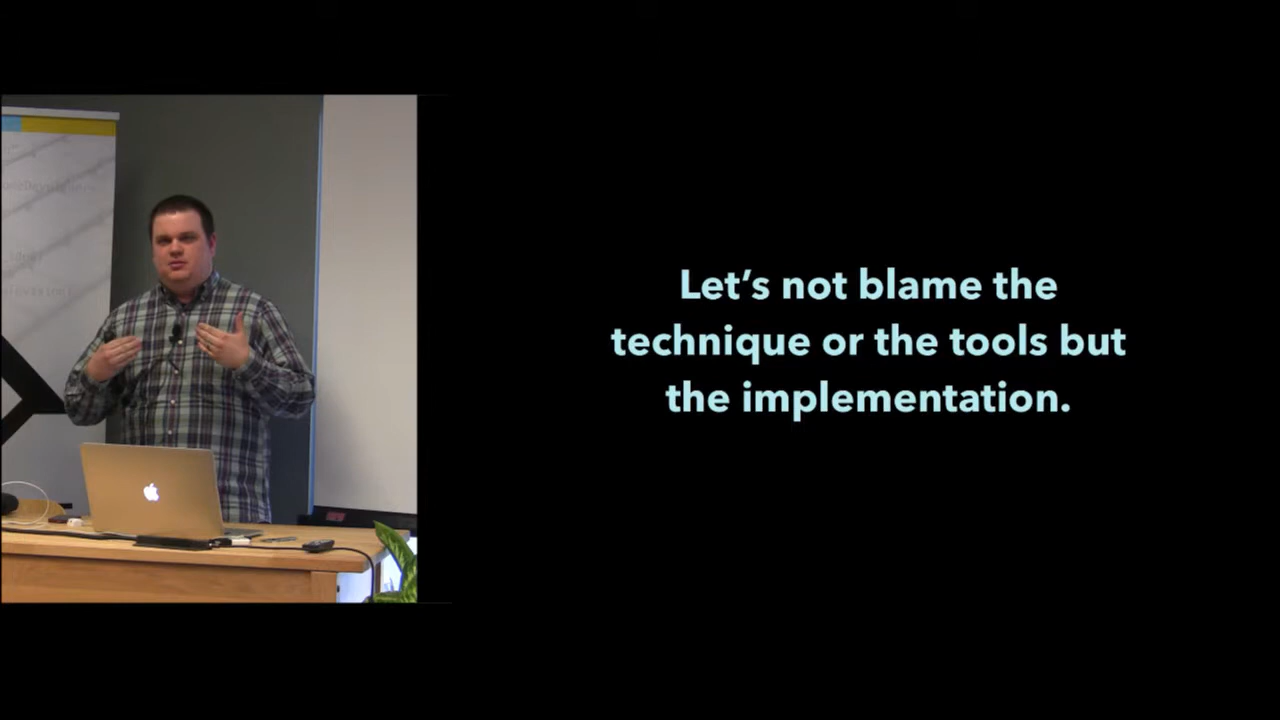 Let's not blame the
technique or the tools but
the implementation.